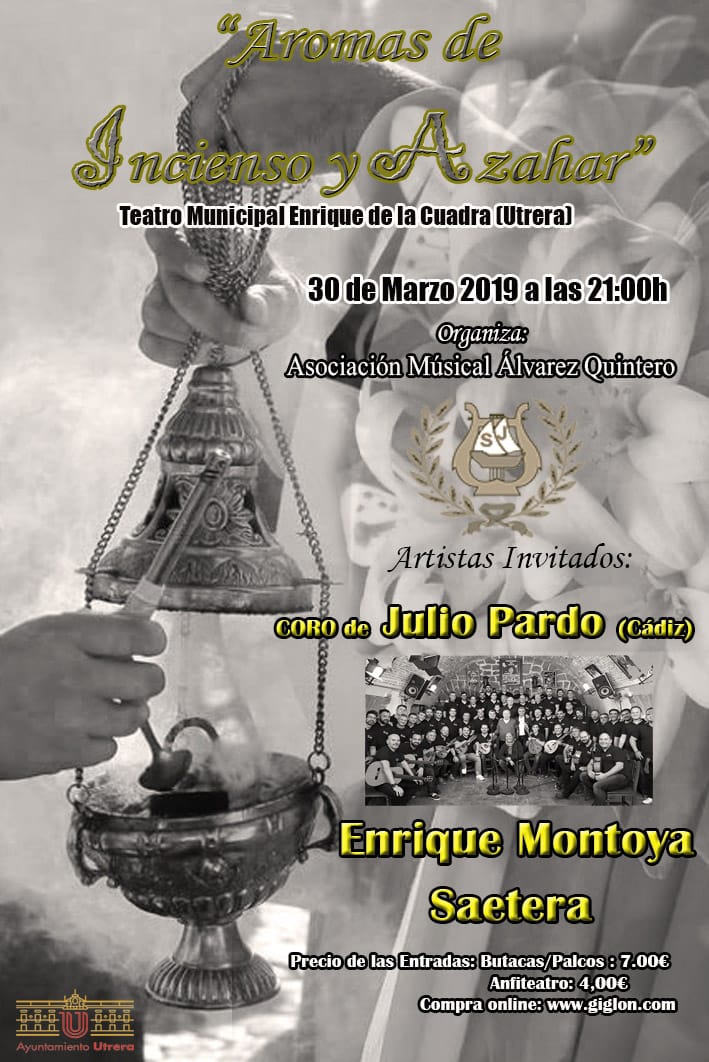 “Aromas de
Incienso y Azahar”
Teatro Municipal Enrique de la Cuadra (Utrera)
30 de Marzo 2019 a las 21:00h
Organiza:
Asociación Músical Álvarez Quintero
S J
Artistas Invitados:
CORO de Julio Pardo (Cádiz)
Enrique Montoya
Saetera
Precio de las Entradas: Butacas/Palcos : 7.00€
Anfiteatro: 4,00€
Compra online: www.giglon.com
U
Ayuntamiento Utrera